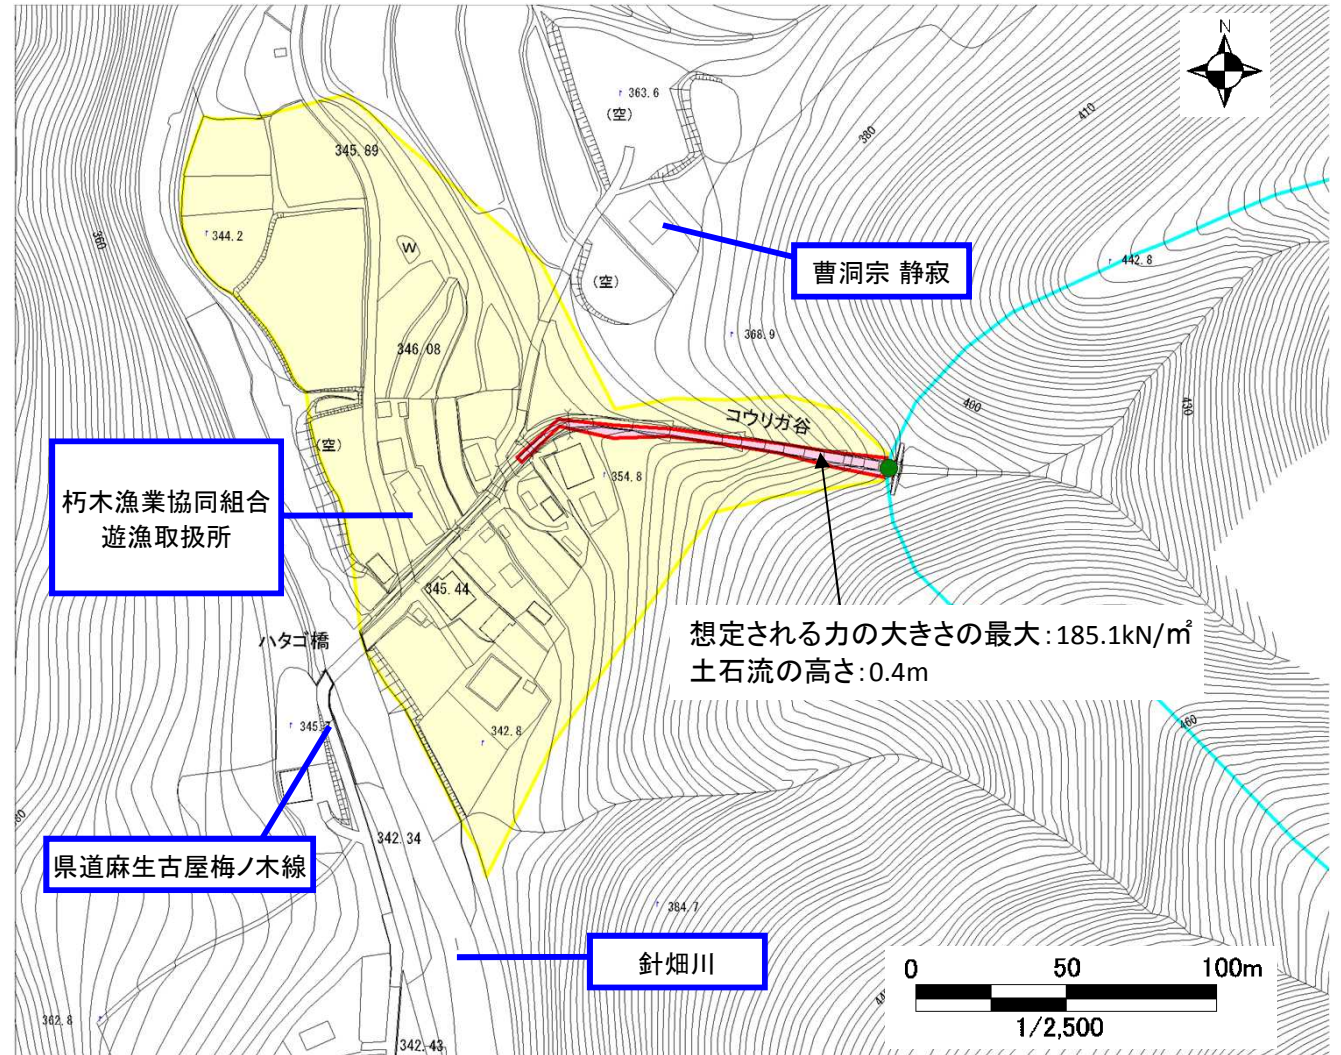 N
363.6
(空)
410
380
345.89
344.2
W
(空)
曹洞宗 静寂
442.8
360
368.9
346.08
400
430
コウリガ谷
(空)
354.8
朽木漁業協同組合
遊漁取扱所
345.44
想定される力の大きさの最大：185.1kN/㎡
土石流の高さ：0.4m
ハタゴ橋
342.8
460
342.34
県道麻生古屋梅ノ木線
384.7
針畑川
0 50 100m
1/2,500
362.8
342.43